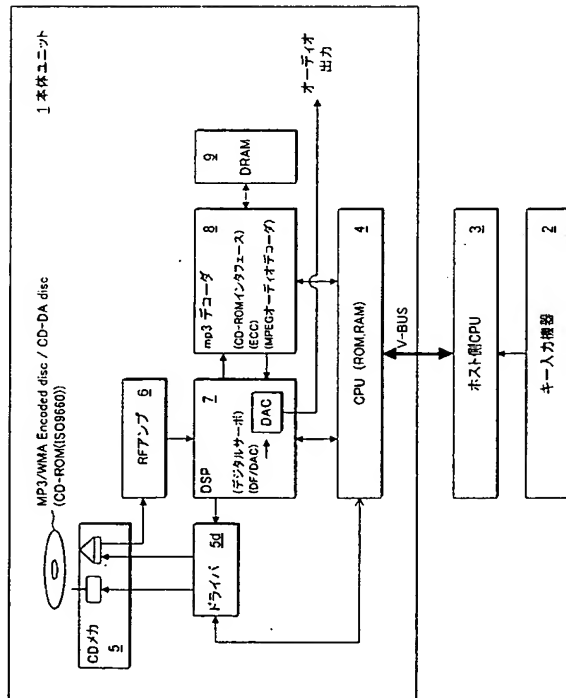 1 本体ユニット
MP3/WMA Encoded disc / CD-DA disc
(CD-ROM(ISO9660)
CDメカ
5
RFアンプ 6
ドライバ 5d
DSP 7
(デジタルサーボ)
(DF/DAC)
DAC
mp3 デコーダ 8
(CD-ROMインタフェース)
(ECC)
(MPEGオーディオデコーダ)
9
DRAM
オーディオ
出力
CPU (ROM,RAM) 4
V-BUS
ホスト側CPU 3
キー入力機器 2